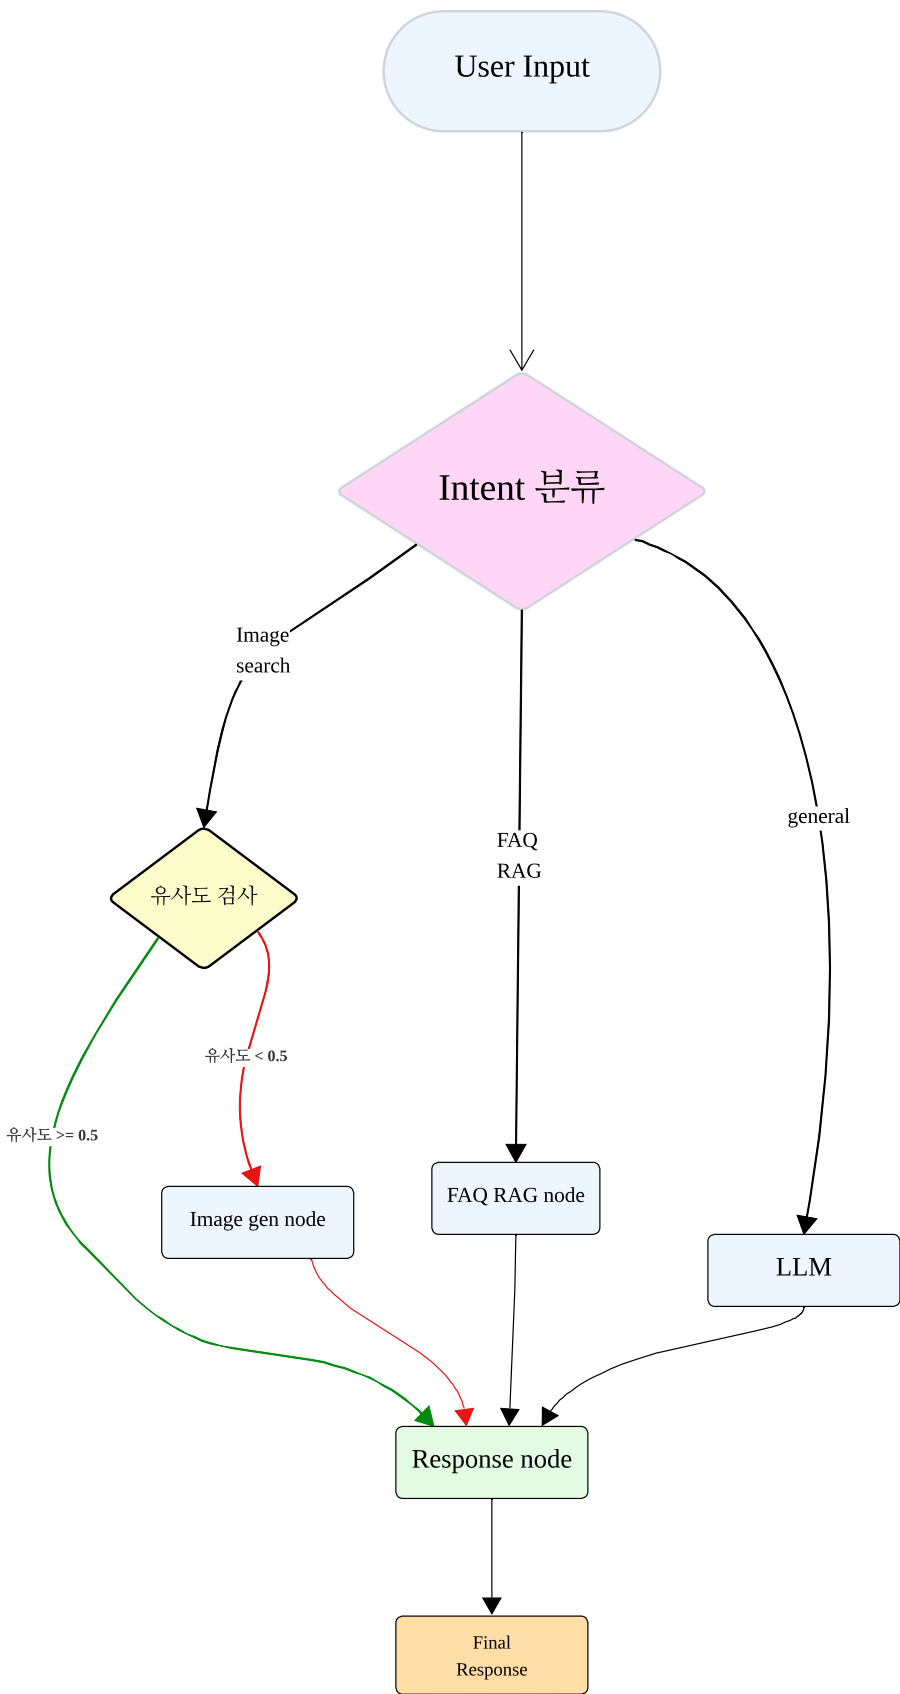 User Input
Intent 분류
Image
search
general
FAQ
RAG
유사도 검사
유사도 < 0.5
유사도 >= 0.5
FAQ RAG node
Image gen node
LLM
Response node
Final
Response